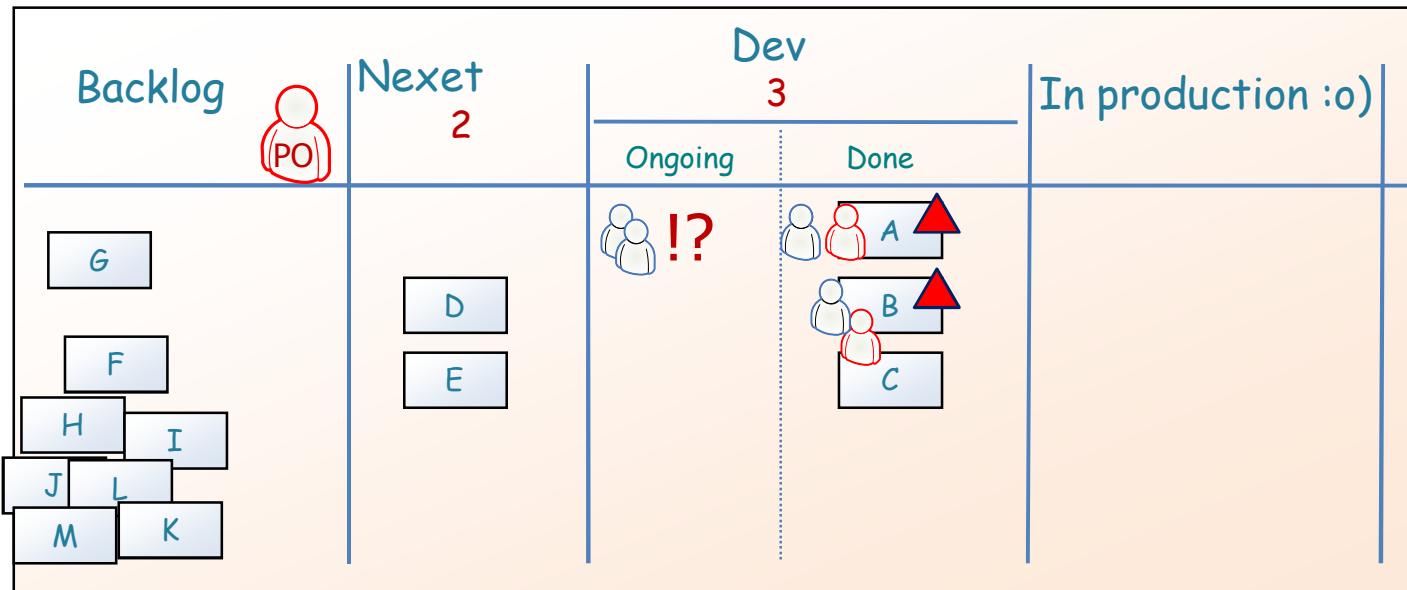 Dev
Backlog
Nexet
3
In production :o)
2
PO
Ongoing
Done
!?
A
G
D
B
F
E
C
H
I
J
L
M
K